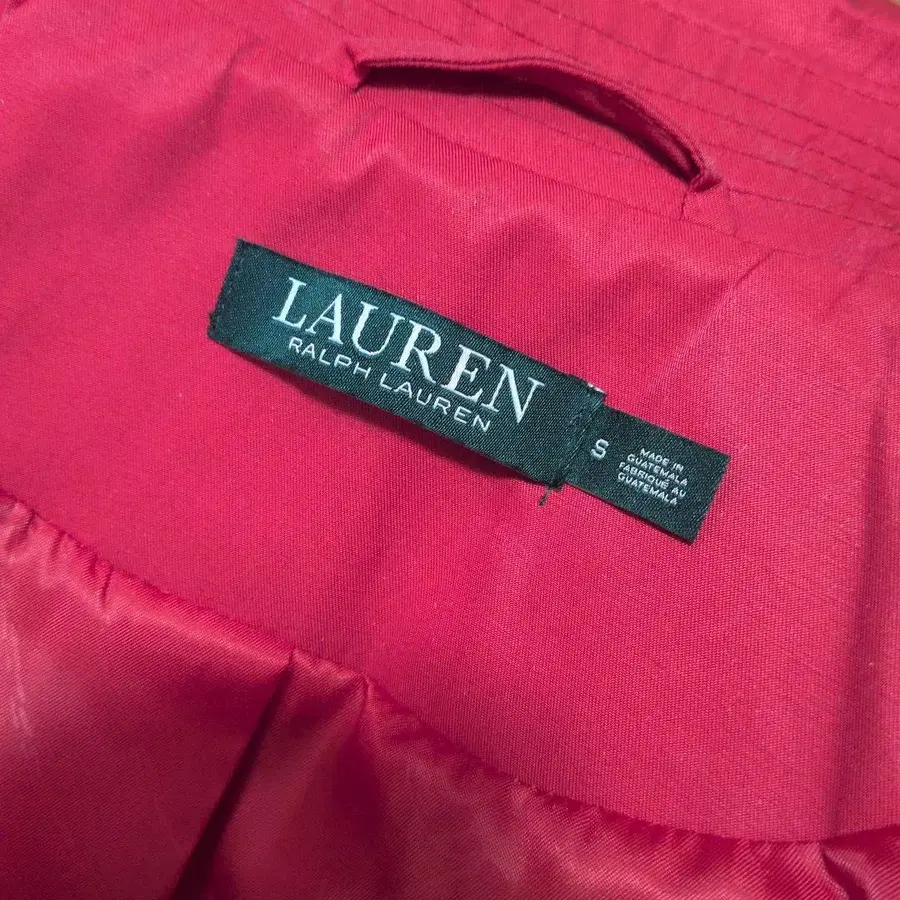 LAUREN
RALPH LAUREN
S
MADE IN
GUATEMALA
FABRIQUÉ AU
GUATEMALA